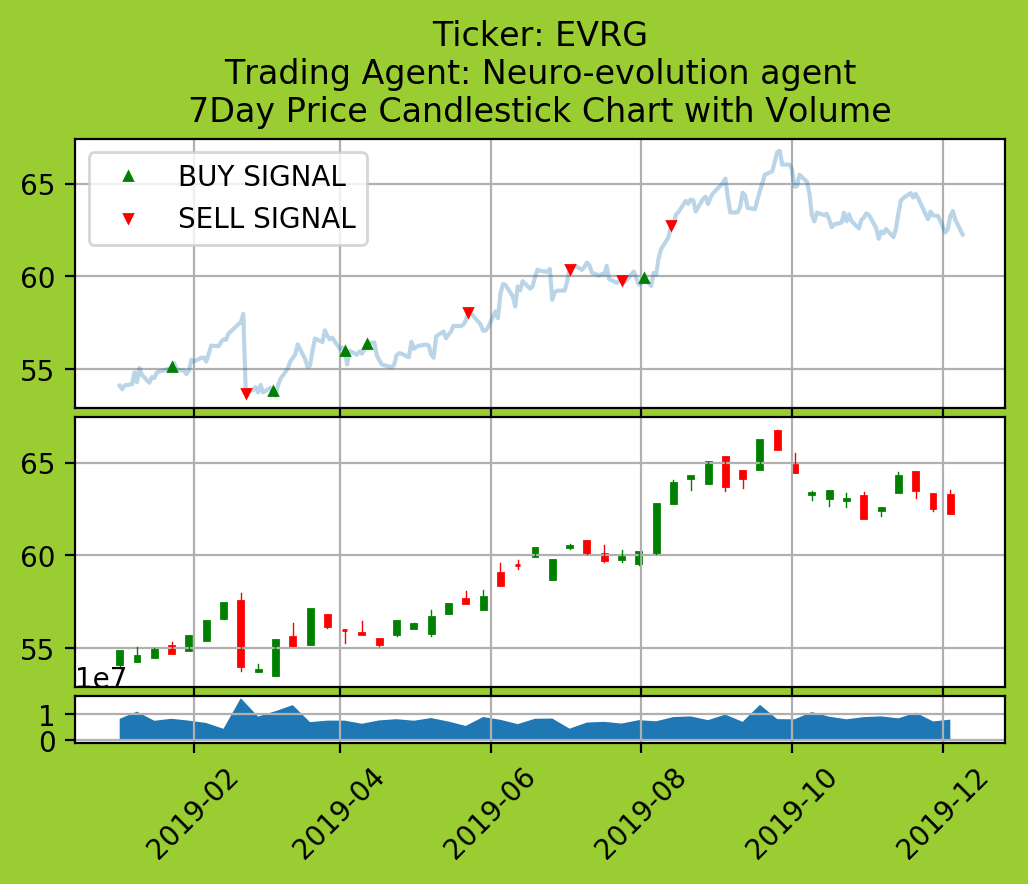 Ticker: EVRG
Trading Agent: Neuro-evolution agent
7Day Price Candlestick Chart with Volume
BUY SIGNAL
SELL SIGNAL
65
60
55
65
60
55
1e7
1
0
2019-02
2019-04
2019-06
2019-08
2019-10
2019-12